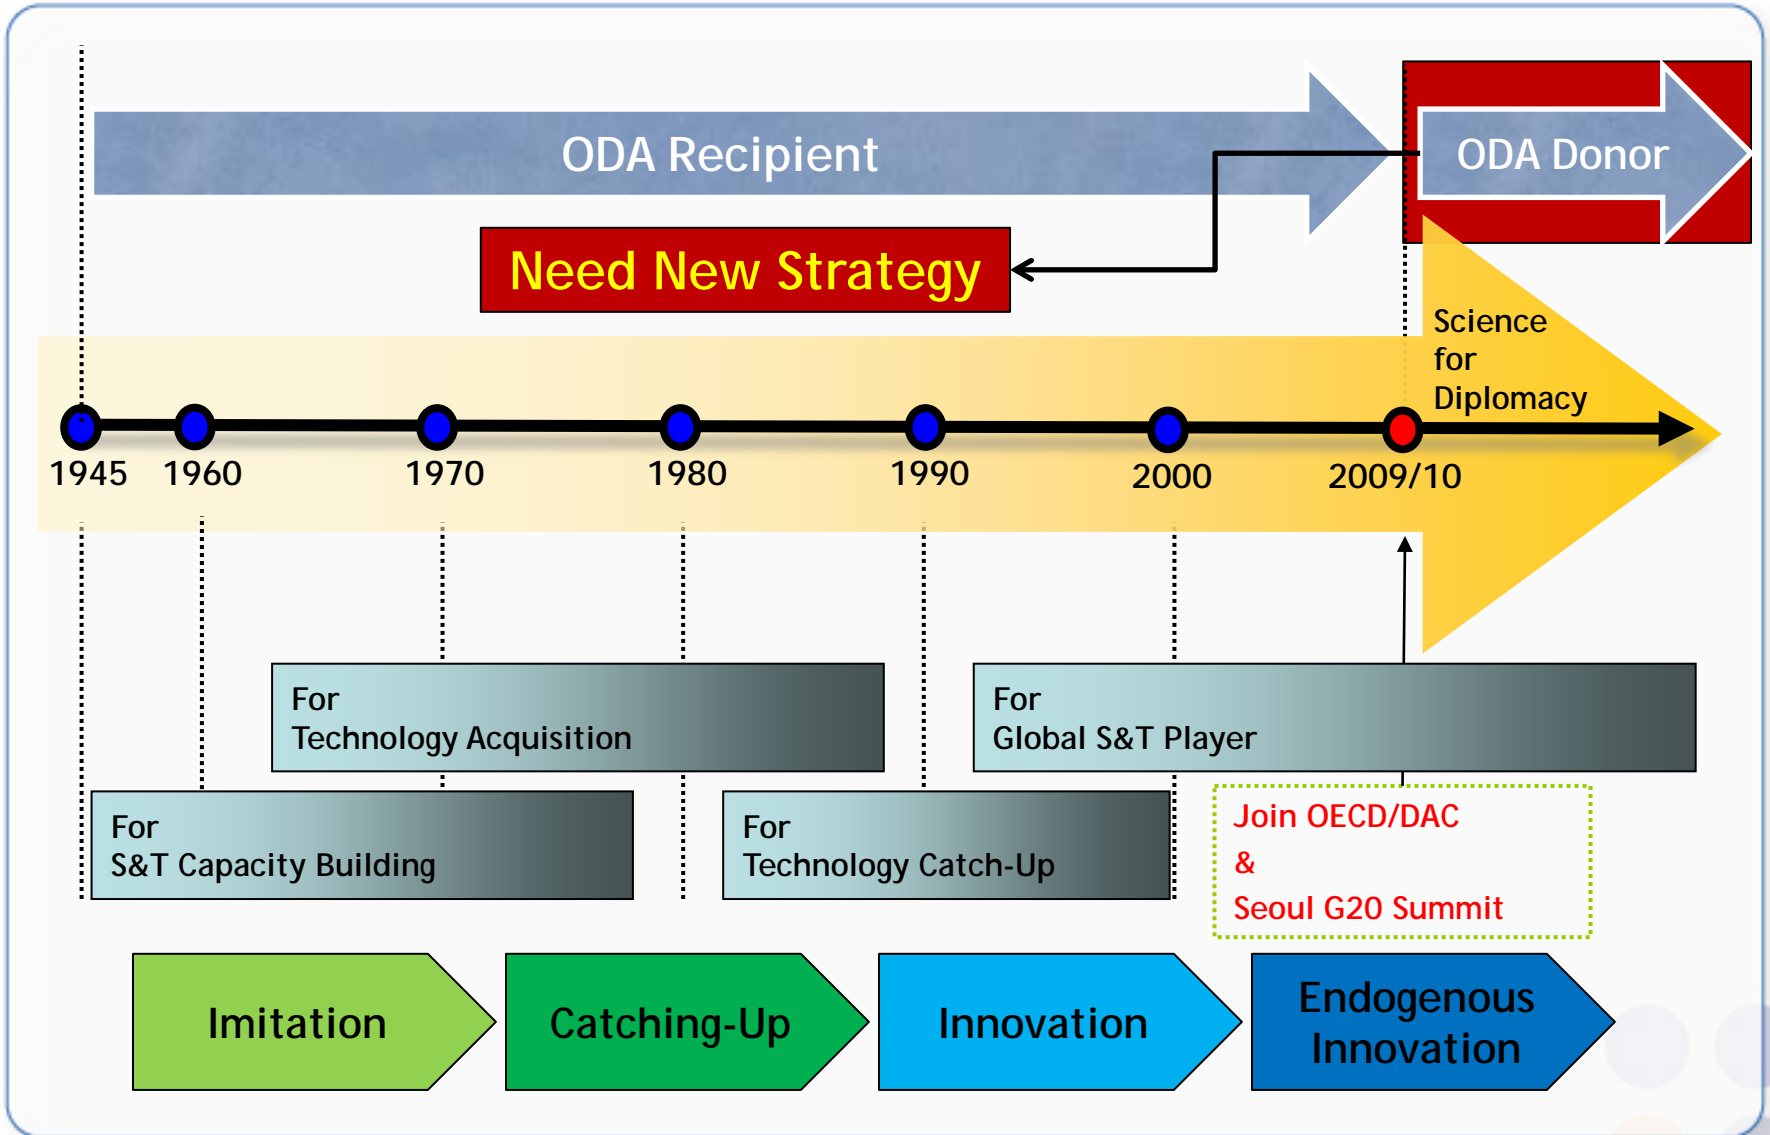 ODA Recipient
ODA Donor
Need New Strategy
Science
for
Diplomacy
1945
1960
1970
1980
1990
2000
2009/10
For
Technology Acquisition
For
Global S&T Player
For
S&T Capacity Building
For
Technology Catch-Up
Join OECD/DAC
&
Seoul G20 Summit
Imitation
Catching-Up
Innovation
Endogenous
Innovation